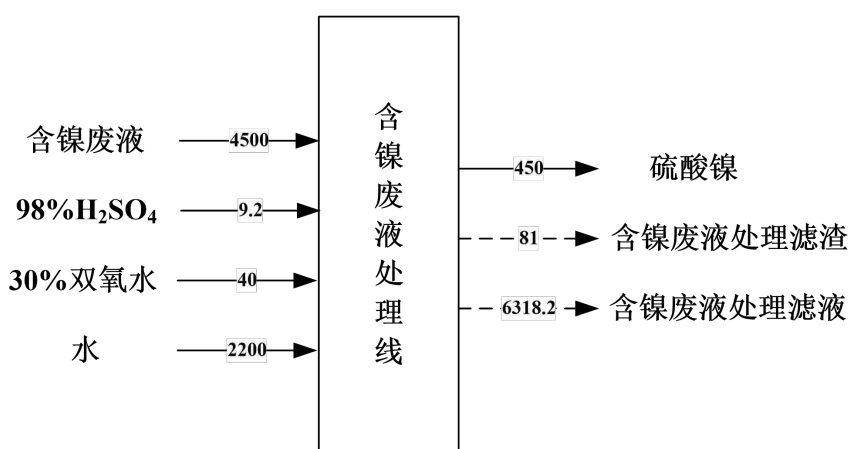 含镍废液
4500
98%H₂SO₄
9.2
30%双氧水
40
水
2200
含镍废液处理线
450
硫酸镍
81
含镍废液处理滤渣
6318.2
含镍废液处理滤液